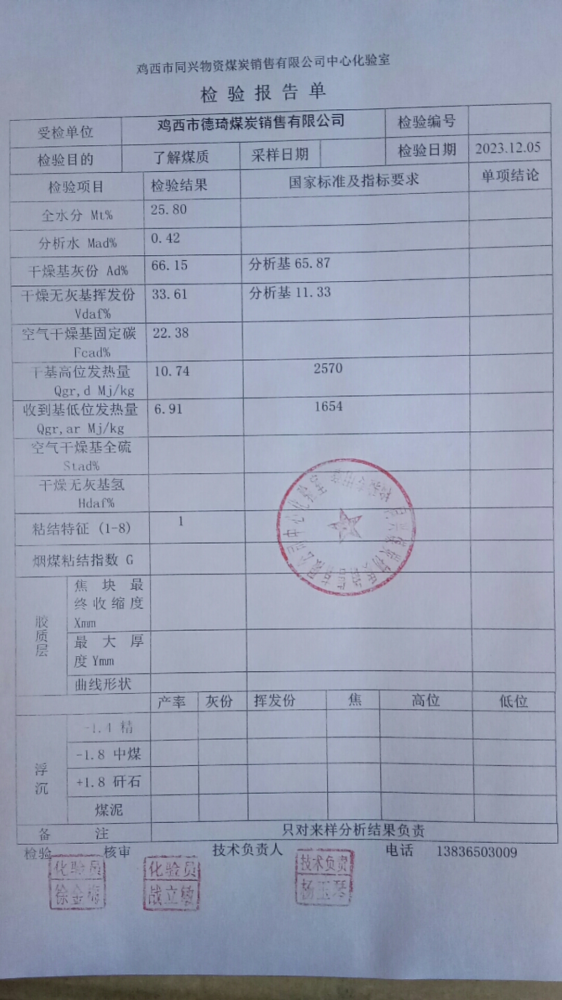 鸡西市同兴物资煤炭销售有限公司中心化验室
检验报告单
受检单位 鸡西市德琦煤炭销售有限公司 检验编号
检验目的 了解煤质 采样日期 检验日期 2023.12.05
检验项目 检验结果 国家标准及指标要求 单项结论
全水分 Mt% 25.80
分析水 Mad% 0.42
干燥基灰份 Ad% 66.15 分析基 65.87
干燥无灰基挥发份 33.61 分析基 11.33
Vdaf%
空气干燥基固定碳 22.38
Fcad%
干基高位发热量 10.74 2570
Qgr,d Mj/kg
收到基低位发热量 6.91 1654
Qgr,ar Mj/kg
空气干燥基全硫
Stad%
干燥无灰基氢
Hdaf%
粘结特征 (1-8) 1
烟煤粘结指数 G
胶质层
焦块最
终收缩度
Xmm
最大厚
度 Ymm
曲线形状
产率 灰份 挥发份 焦 高位 低位
浮沉
-1.4 精
-1.8 中煤
+1.8 矸石
煤泥
备注 只对来样分析结果负责
检验 核审 技术负责人 电话 13836503009
化验员 化验员 技术负责
徐金梅 战立敏 杨玉琴